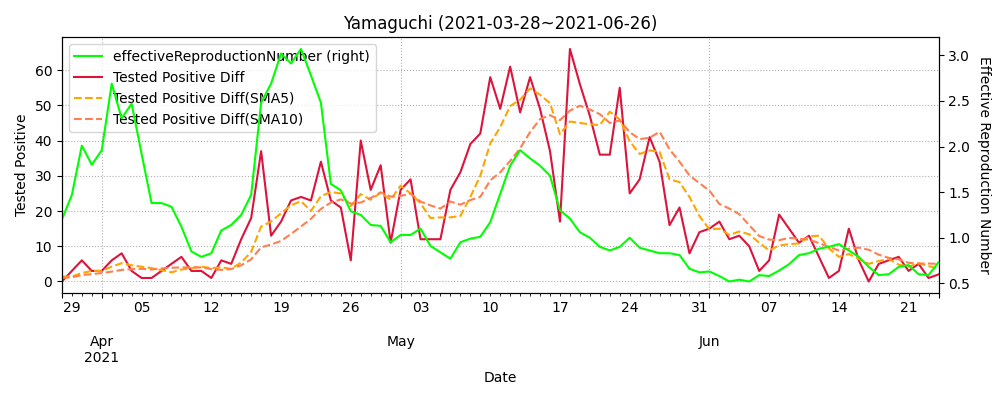 Yamaguchi (2021-03-28~2021-06-26)
effectiveReproductionNumber (right)
Tested Positive Diff
Tested Positive Diff(SMA5)
Tested Positive Diff(SMA10)
60
50
40
30
20
10
0
Tested Positive
3.0
2.5
2.0
1.5
1.0
0.5
Effective Reproduction Number
29 05 12 19 26 03 10 17 24 31 07 14 21
Apr May Jun
2021
Date